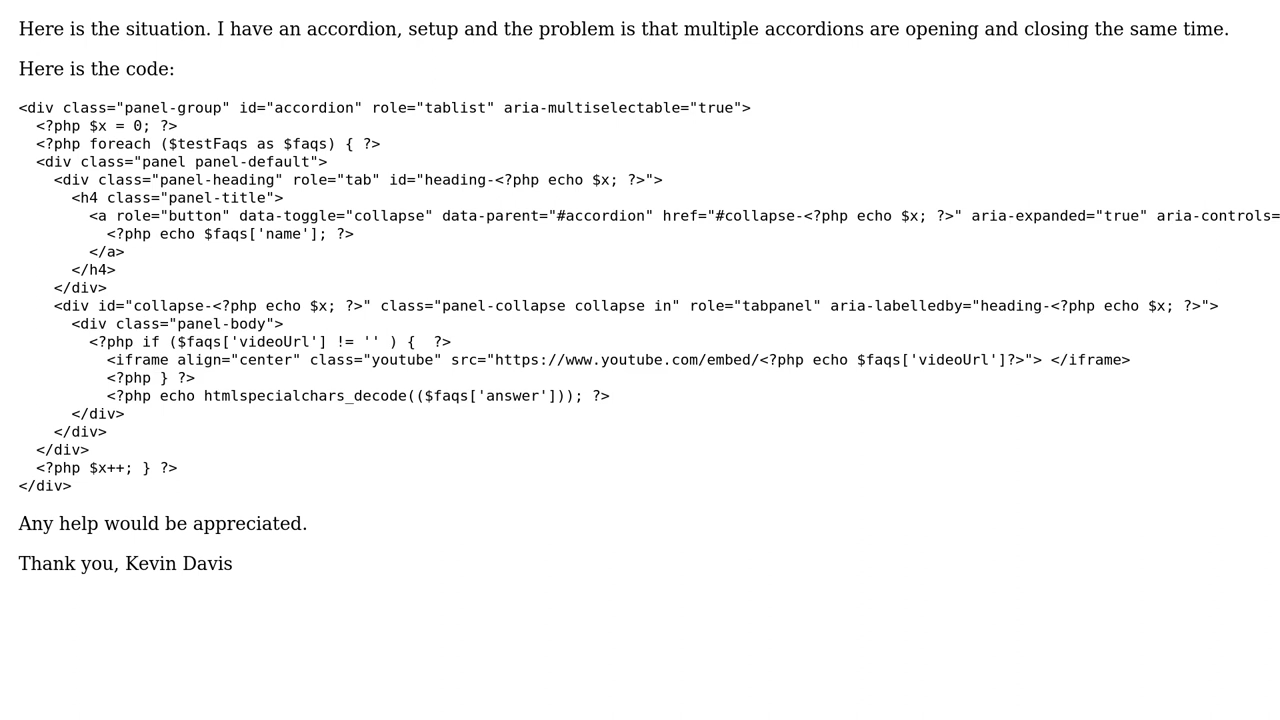 Here is the situation. I have an accordion, setup and the problem is that multiple accordions are opening and closing the same time.
Here is the code:
<div class="panel-group" id="accordion" role="tablist" aria-multiselectable="true">
  <?php $x = 0; ?>
  <?php foreach ($testFaqs as $faqs) { ?>
  <div class="panel panel-default">
    <div class="panel-heading" role="tab" id="heading-<?php echo $x; ?>">
      <h4 class="panel-title">
        <a role="button" data-toggle="collapse" data-parent="#accordion" href="#collapse-<?php echo $x; ?>" aria-expanded="true" aria-controls=
          <?php echo $faqs['name']; ?>
        </a>
      </h4>
    </div>
    <div id="collapse-<?php echo $x; ?>" class="panel-collapse collapse in" role="tabpanel" aria-labelledby="heading-<?php echo $x; ?>">
      <div class="panel-body">
        <?php if ($faqs['videoUrl'] != '' ) {  ?>
          <iframe align="center" class="youtube" src="https://www.youtube.com/embed/<?php echo $faqs['videoUrl']?>"> </iframe>
          <?php } ?>
          <?php echo htmlspecialchars_decode(($faqs['answer'])); ?>
      </div>
    </div>
  </div>
  <?php $x++; } ?>
</div>
Any help would be appreciated.
Thank you, Kevin Davis